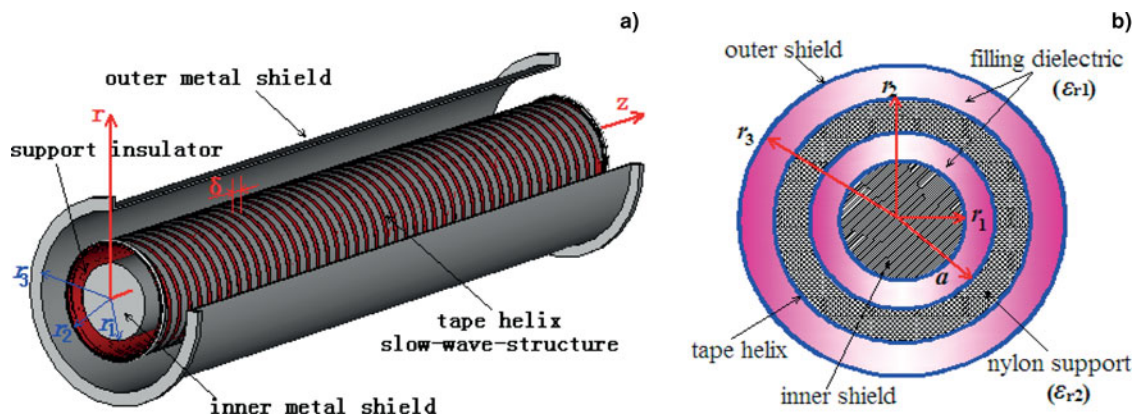 a)
outer metal shield
r
z
support insulator
δ
r3
r2
r1
tape helix
slow-wave-structure
inner metal shield
b)
outer shield
filling dielectric
(εr1)
r2
r3
r1
a
tape helix
nylon support
(εr2)
inner shield